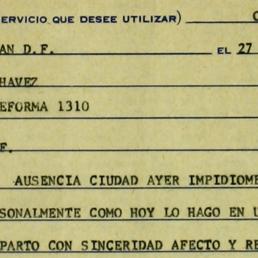 SERVICIO QUE DESEE UTILIZAR)
AN D.F. EL 27
HAVEZ
EFORMA 1310
F.
AUSENCIA CIUDAD AYER IMPIDIOME
SONALMENTE COMO HOY LO HAGO EN U
PARTO CON SINCERIDAD AFECTO Y RE